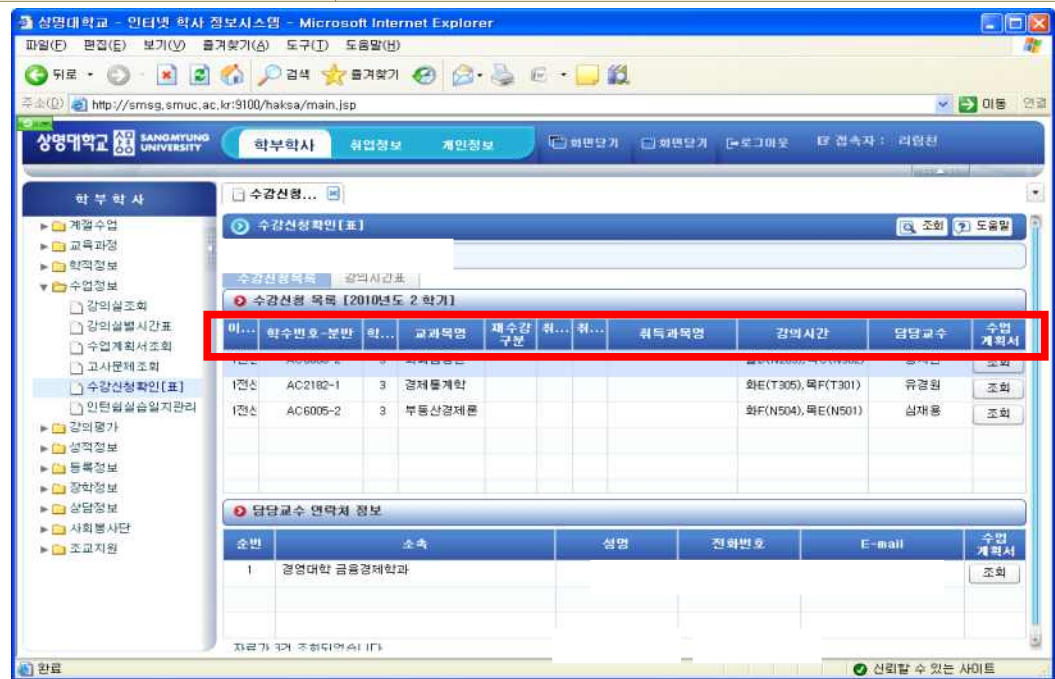 상명대학교 - 인터넷 학사 정보시스템 - Microsoft Internet Explorer
파일(F) 편집(E) 보기(V) 즐겨찾기(A) 도구(T) 도움말(H)
뒤로 검색 즐겨찾기
주소(D) http://smsg.smuc.ac.kr:9100/haksa/main.jsp 이동 연결
상명대학교 SANGMYUNG UNIVERSITY 학부학사 취업정보 개인정보 화면닫기 화면닫기 로그아웃 접속자 :
학 부 학 사
계절수업
교육과정
학적정보
수업정보
강의실조회
강의실별시간표
수업계획서조회
고사문제조회
수강신청확인[표]
인턴쉽실습일지관리
강의평가
성적정보
등록정보
장학정보
상담정보
사회봉사단
조교지원
수강신청...
수강신청확인[표] 조회 도움말
수강신청목록 강의시간표
수강신청 목록 [2010년도 2 학기]
이... 학수번호-분반 학... 교과목명 재수강구분 취... 취... 취득과목명 강의시간 담당교수 수업계획서
조회
1전선 AC2182-1 3 경제통계학 화E(T305),목F(T301) 유경원 조회
1전선 AC6005-2 3 부동산경제론 화F(N504),목E(N501) 심재용 조회
담당교수 연락처 정보
순번 소속 성명 전화번호 E-mail 수업계획서
1 경영대학 금융경제학과 조회
자료가 3건 조회되었습니다
완료 신뢰할 수 있는 사이트